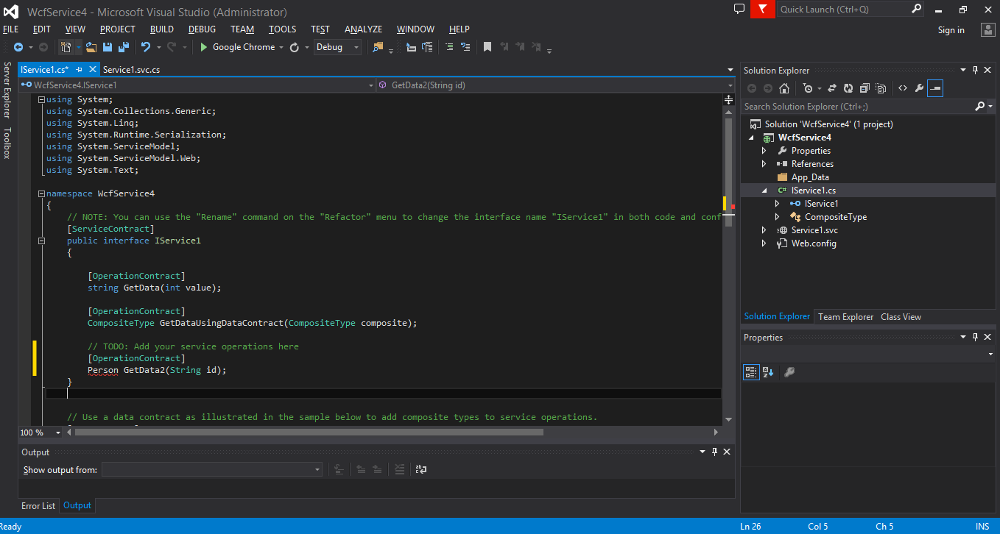 WcfService4 - Microsoft Visual Studio (Administrator)
Quick Launch (Ctrl+Q)
FILE EDIT VIEW PROJECT BUILD DEBUG TEAM TOOLS TEST ANALYZE WINDOW HELP
Sign in
Google Chrome
Debug
Server Explorer
Toolbox
IService1.cs*
Service1.svc.cs
WcfService4.IService1
GetData2(String id)
using System;
using System.Collections.Generic;
using System.Linq;
using System.Runtime.Serialization;
using System.ServiceModel;
using System.ServiceModel.Web;
using System.Text;
namespace WcfService4
{
// NOTE: You can use the "Rename" command on the "Refactor" menu to change the interface name "IService1" in both code and conf
[ServiceContract]
public interface IService1
{
[OperationContract]
string GetData(int value);
[OperationContract]
CompositeType GetDataUsingDataContract(CompositeType composite);
// TODO: Add your service operations here
[OperationContract]
Person GetData2(String id);
}
// Use a data contract as illustrated in the sample below to add composite types to service operations.
100 %
Output
Show output from:
Error List
Output
Solution Explorer
Search Solution Explorer (Ctrl+;)
Solution 'WcfService4' (1 project)
WcfService4
Properties
References
App_Data
C# IService1.cs
IService1
CompositeType
Service1.svc
Web.config
Solution Explorer
Team Explorer
Class View
Properties
Ready
Ln 26
Col 5
Ch 5
INS